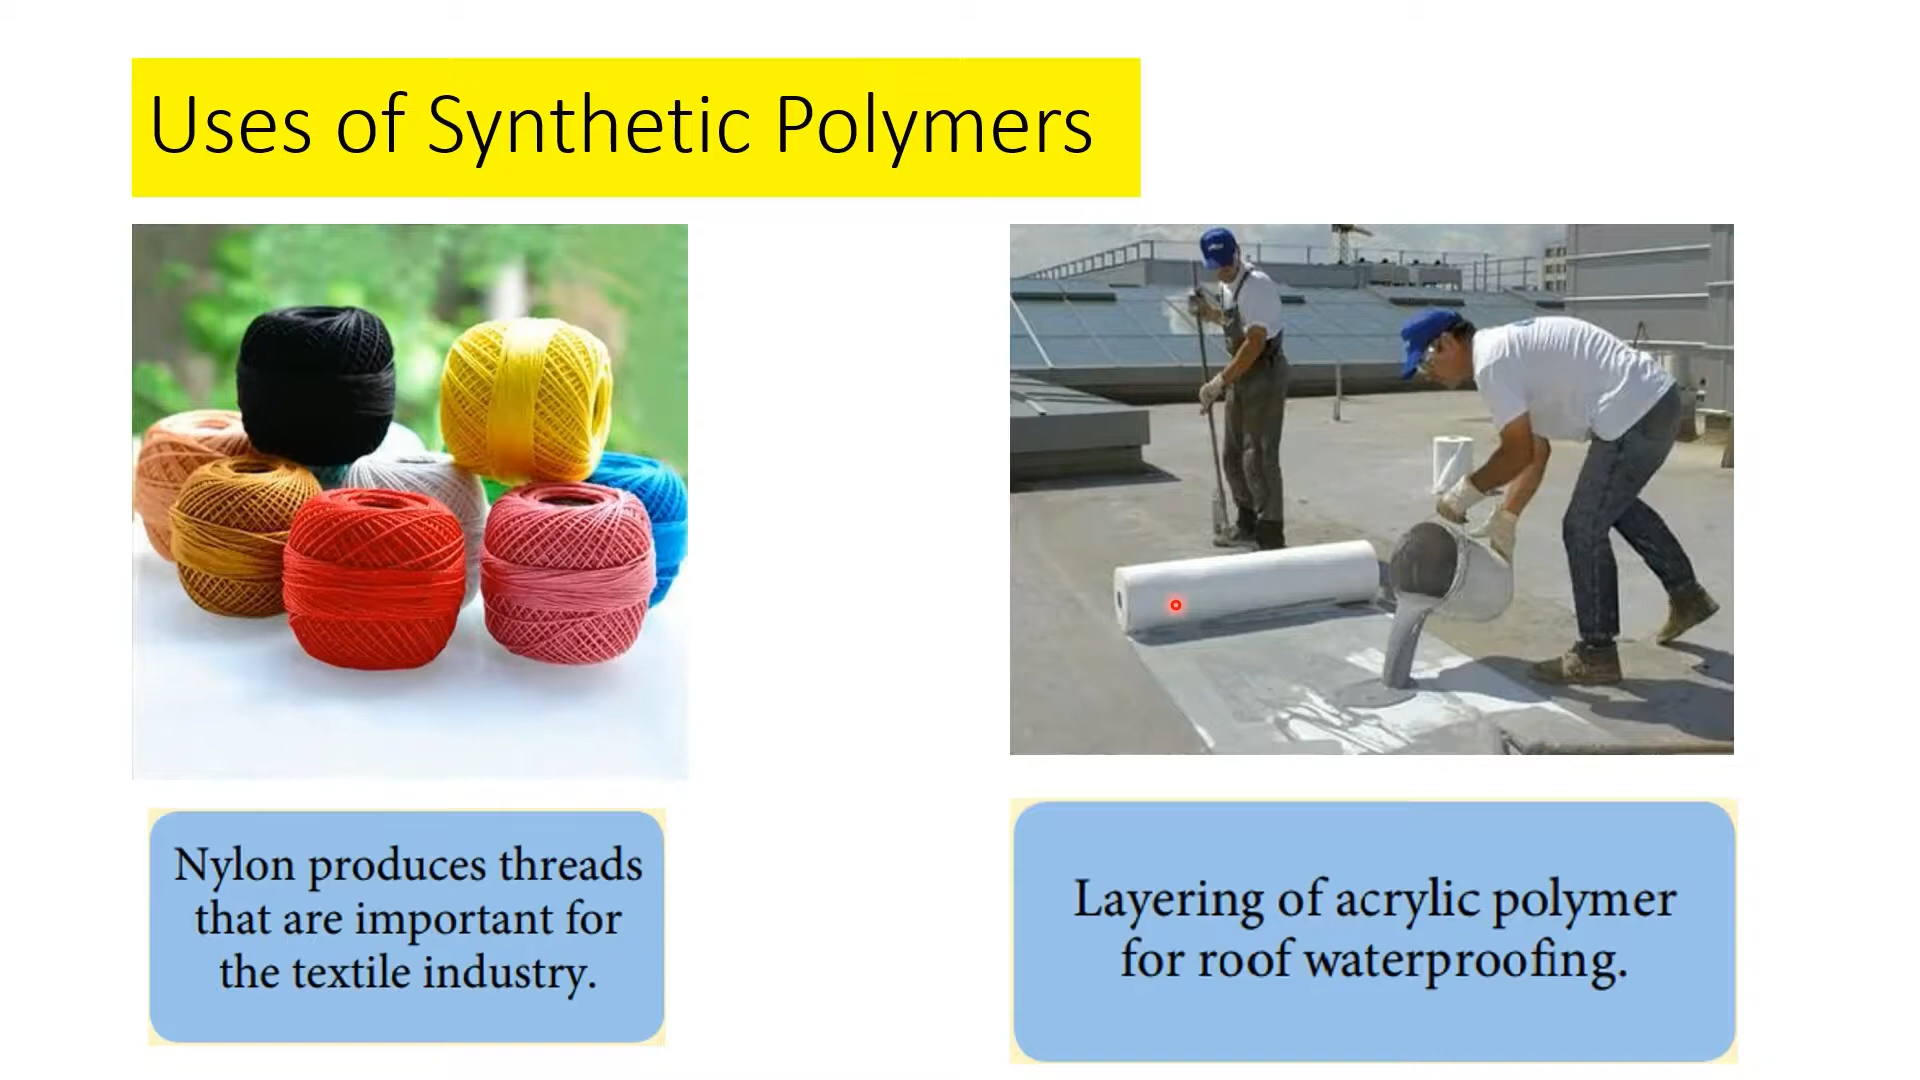 Uses of Synthetic Polymers
Nylon produces threads
that are important for
the textile industry.
Layering of acrylic polymer
for roof waterproofing.